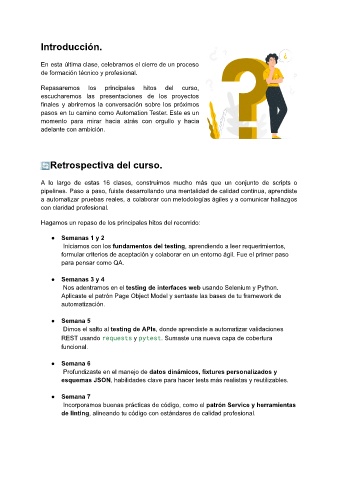 Introducción.
En esta última clase, celebramos el cierre de un proceso
de formación técnico y profesional.
Repasaremos los principales hitos del curso,
escucharemos las presentaciones de los proyectos
finales y abriremos la conversación sobre los próximos
pasos en tu camino como Automation Tester. Este es un
momento para mirar hacia atrás con orgullo y hacia
adelante con ambición.
Retrospectiva del curso.
A lo largo de estas 16 clases, construimos mucho más que un conjunto de scripts o
pipelines. Paso a paso, fuiste desarrollando una mentalidad de calidad continua, aprendiste
a automatizar pruebas reales, a colaborar con metodologías ágiles y a comunicar hallazgos
con claridad profesional.
Hagamos un repaso de los principales hitos del recorrido:
● Semanas 1 y 2
Iniciamos con los fundamentos del testing, aprendiendo a leer requerimientos,
formular criterios de aceptación y colaborar en un entorno ágil. Fue el primer paso
para pensar como QA.
● Semanas 3 y 4
Nos adentramos en el testing de interfaces web usando Selenium y Python.
Aplicaste el patrón Page Object Model y sentaste las bases de tu framework de
automatización.
● Semana 5
Dimos el salto al testing de APIs, donde aprendiste a automatizar validaciones
REST usando requests y pytest. Sumaste una nueva capa de cobertura
funcional.
● Semana 6
Profundizaste en el manejo de datos dinámicos, fixtures personalizados y
esquemas JSON, habilidades clave para hacer tests más realistas y reutilizables.
● Semana 7
Incorporamos buenas prácticas de código, como el patrón Service y herramientas
de linting, alineando tu código con estándares de calidad profesional.